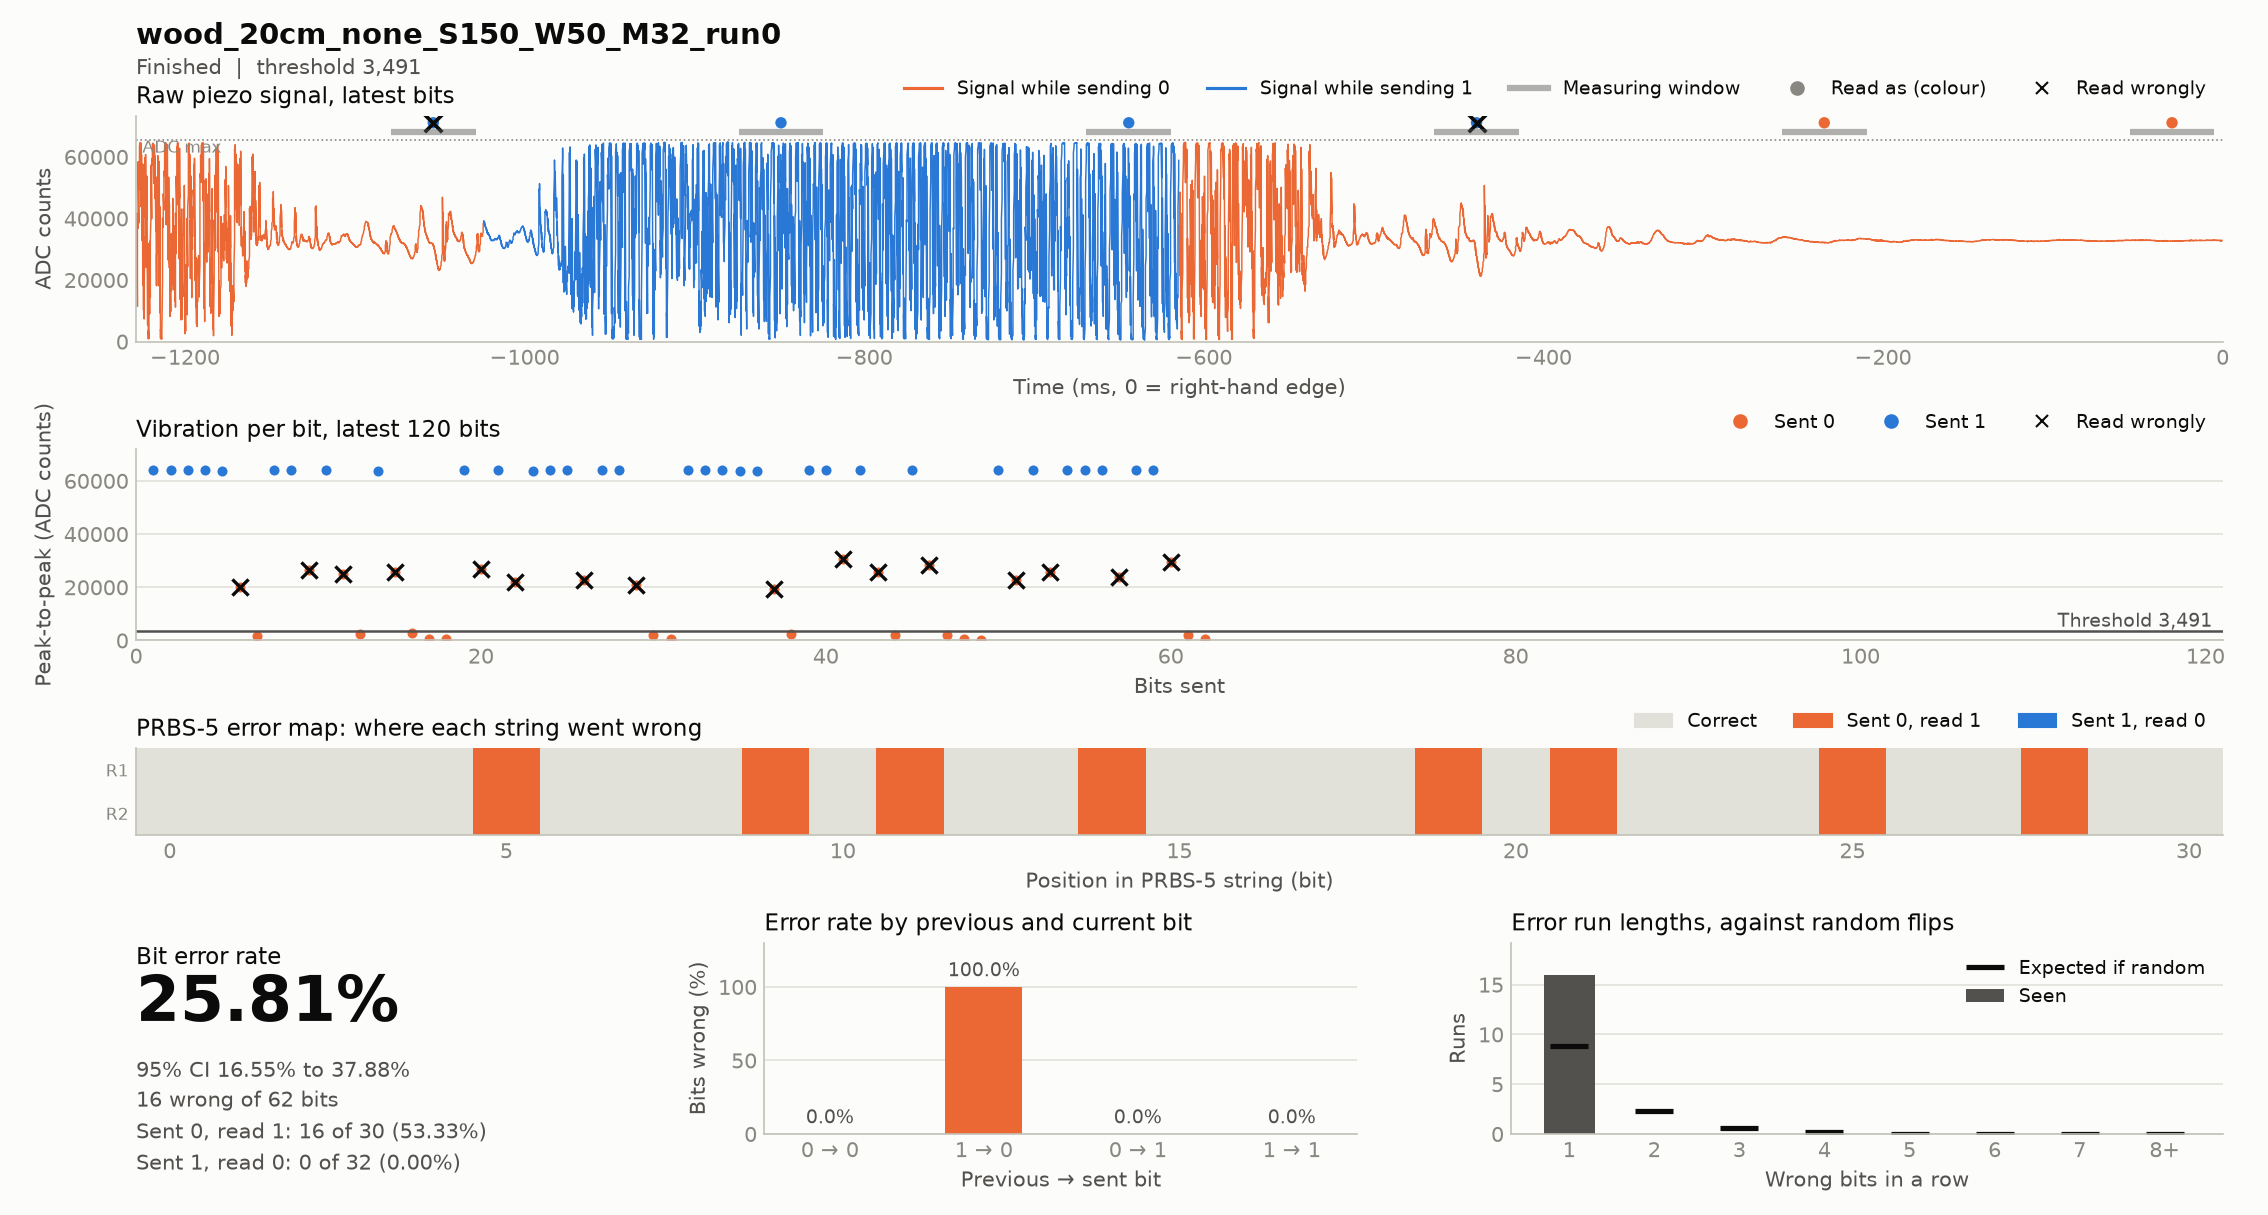 wood_20cm_none_S150_W50_M32_run0
Finished | threshold 3,491
Raw piezo signal, latest bits
Signal while sending 0
Signal while sending 1
Measuring window
Read as (colour)
Read wrongly
ADC max
ADC counts
60000
40000
20000
0
−1200
−1000
−800
−600
−400
−200
0
Time (ms, 0 = right-hand edge)
Vibration per bit, latest 120 bits
Sent 0
Sent 1
Read wrongly
Peak-to-peak (ADC counts)
60000
40000
20000
0
Threshold 3,491
0
20
40
60
80
100
120
Bits sent
PRBS-5 error map: where each string went wrong
Correct
Sent 0, read 1
Sent 1, read 0
R1
R2
0
5
10
15
20
25
30
Position in PRBS-5 string (bit)
Bit error rate
25.81%
95% CI 16.55% to 37.88%
16 wrong of 62 bits
Sent 0, read 1: 16 of 30 (53.33%)
Sent 1, read 0: 0 of 32 (0.00%)
Error rate by previous and current bit
Bits wrong (%)
100
50
0
0.0%
100.0%
0.0%
0.0%
0 → 0
1 → 0
0 → 1
1 → 1
Previous → sent bit
Error run lengths, against random flips
Expected if random
Seen
Runs
15
10
5
0
1
2
3
4
5
6
7
8+
Wrong bits in a row